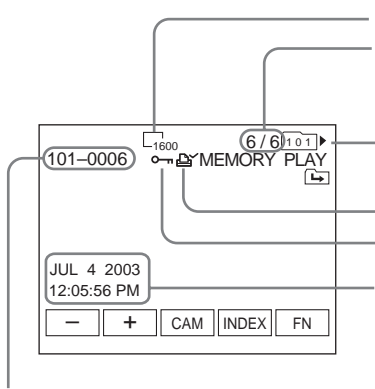 1600
6 / 6 101
101–0006 MEMORY PLAY
JUL 4 2003
12:05:56 PM
– + CAM INDEX FN